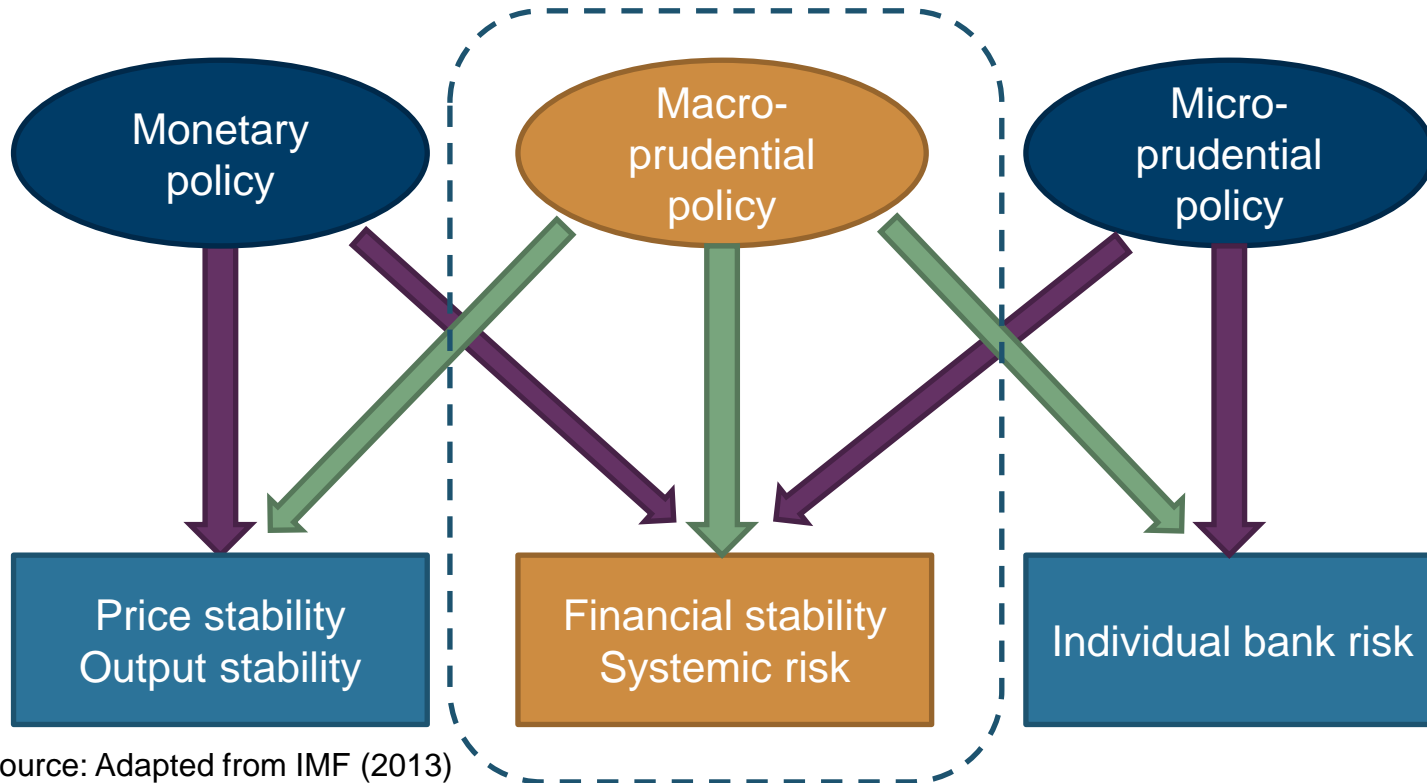 Monetary
policy
Macro-
prudential
policy
Micro-
prudential
policy
Price stability
Output stability
Financial stability
Systemic risk
Individual bank risk
ource: Adapted from IMF (2013)